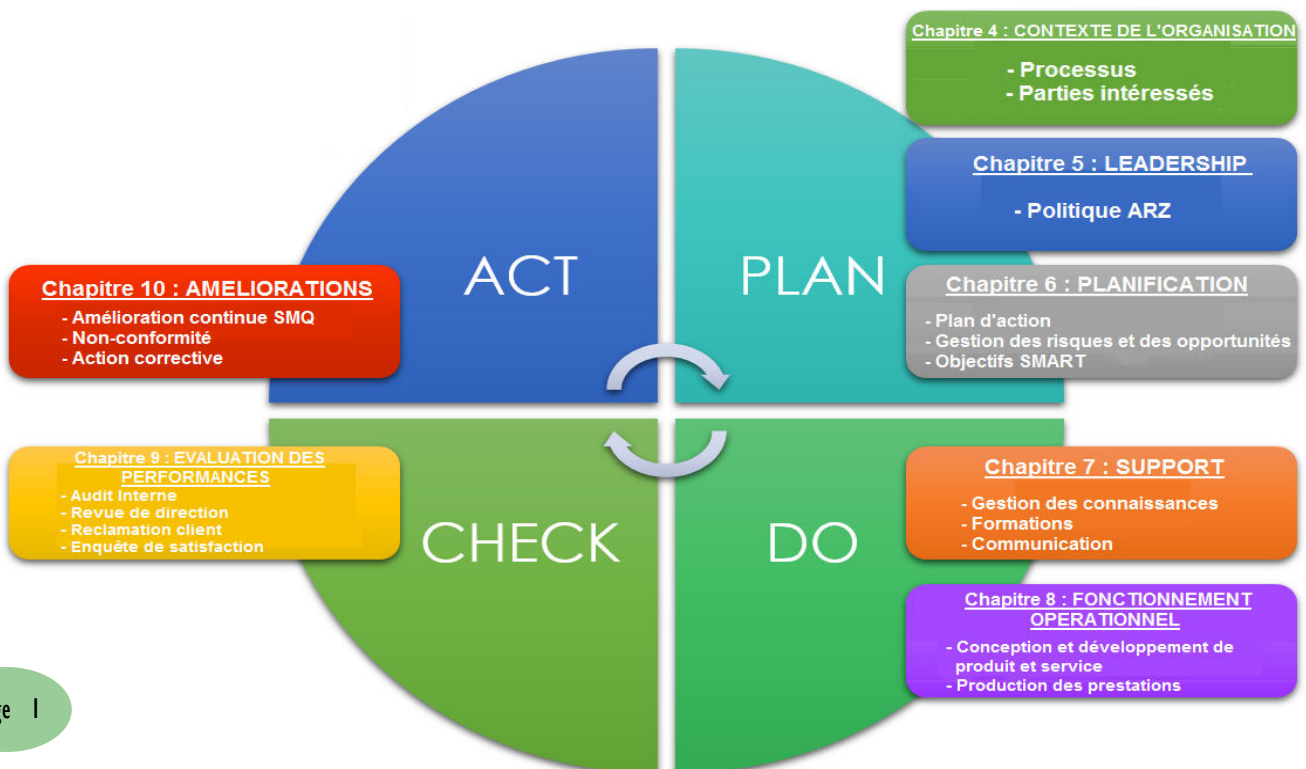 Chapitre 4 : CONTEXTE DE L'ORGANISATION
- Processus
- Parties intéressés
Chapitre 5 : LEADERSHIP
- Politique ARZ
ACT
PLAN
Chapitre 6 : PLANIFICATION
- Plan d'action
- Gestion des risques et des opportunités
- Objectifs SMART
Chapitre 10 : AMELIORATIONS
- Amélioration continue SMQ
- Non-conformité
- Action corrective
Chapitre 9 : EVALUATION DES
PERFORMANCES
- Audit Interne
- Revue de direction
- Reclamation client
- Enquête de satisfaction
CHECK
DO
Chapitre 7 : SUPPORT
- Gestion des connaissances
- Formations
- Communication
Chapitre 8 : FONCTIONNEMENT
OPERATIONNEL
- Conception et développement de
produit et service
- Production des prestations